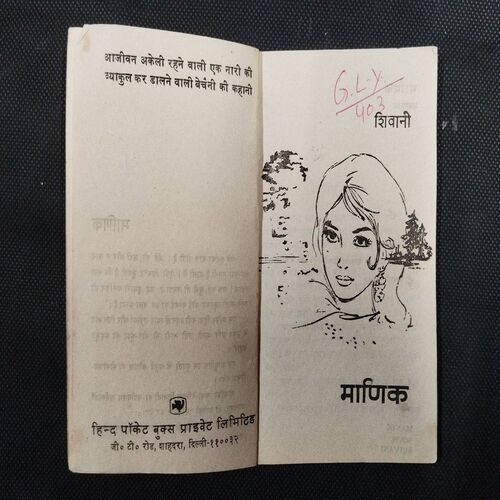 आजीवन अकेली रहने वाली एक नारी की
व्याकुल कर डालने वाली बेचैनी की कहानी
हिन्द पॉकेट बुक्स प्राइवेट लिमिटिड
जी० टी० रोड, शाहदरा, दिल्ली-११००३२
G.L.Y.
403
शिवानी
माणिक